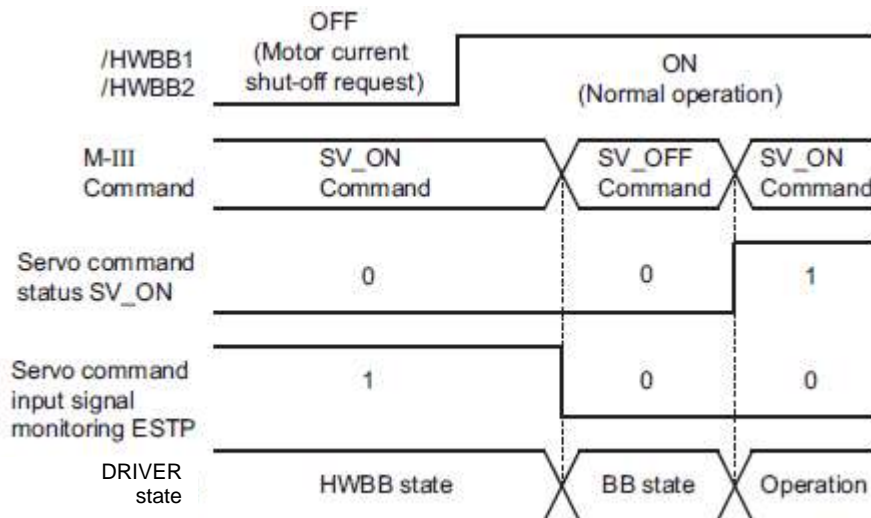 OFF
(Motor current
shut-off request)
/HWBB1
/HWBB2
ON
(Normal operation)
M-III
Command
SV_ON
Command
SV_OFF
Command
SV_ON
Command
Servo command
status SV_ON
0
0
1
Servo command
input signal
monitoring ESTP
1
0
0
DRIVER
state
HWBB state
BB state
Operation